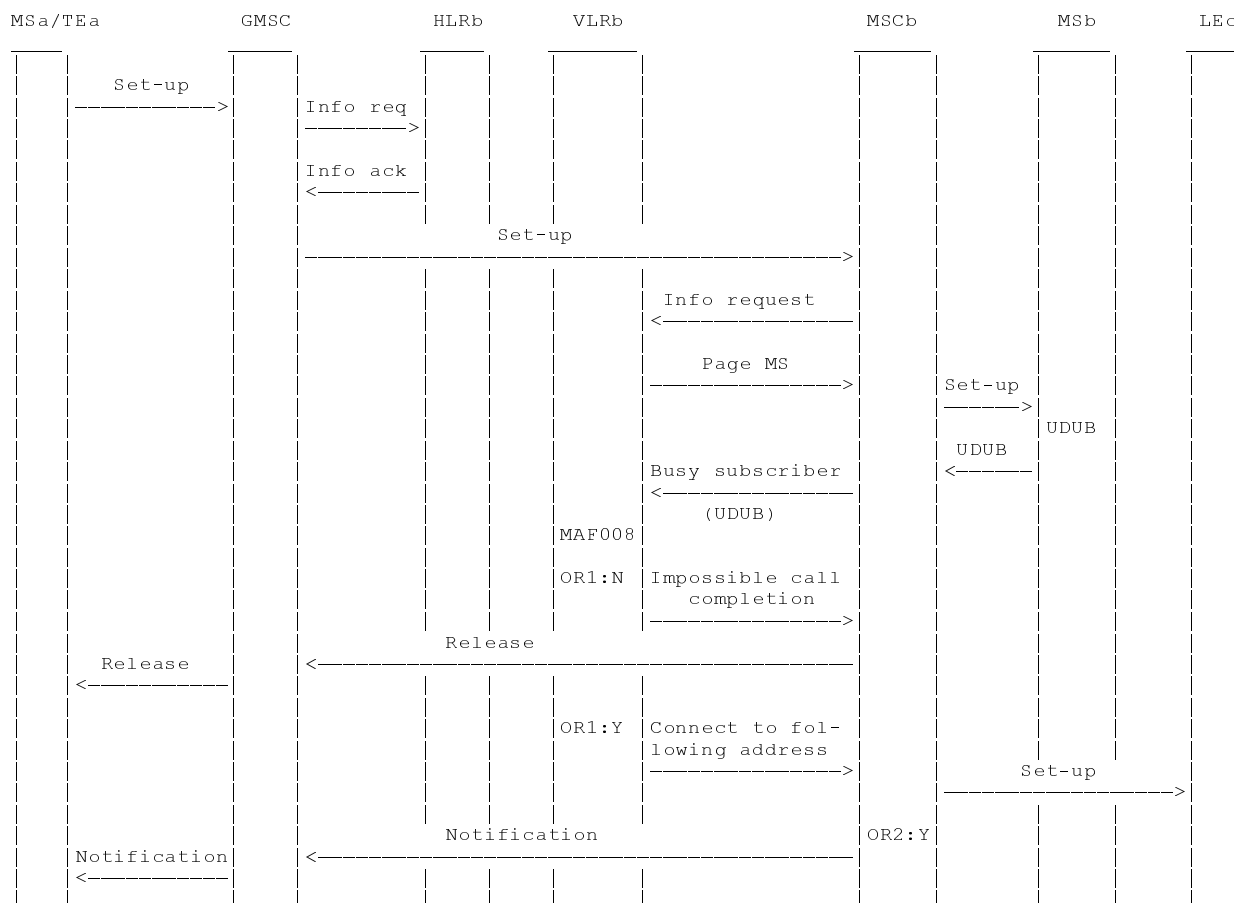 MSa/TEa GMSC HLRb VLRb MSCb MSb LEc
Set-up
Info req
Info ack
Set-up
Info request
Page MS
Set-up
UDUB
UDUB
Busy subscriber
(UDUB)
MAF008
OR1:N Impossible call
completion
Release
Release
OR1:Y Connect to fol-
lowing address
Set-up
Notification OR2:Y
Notification